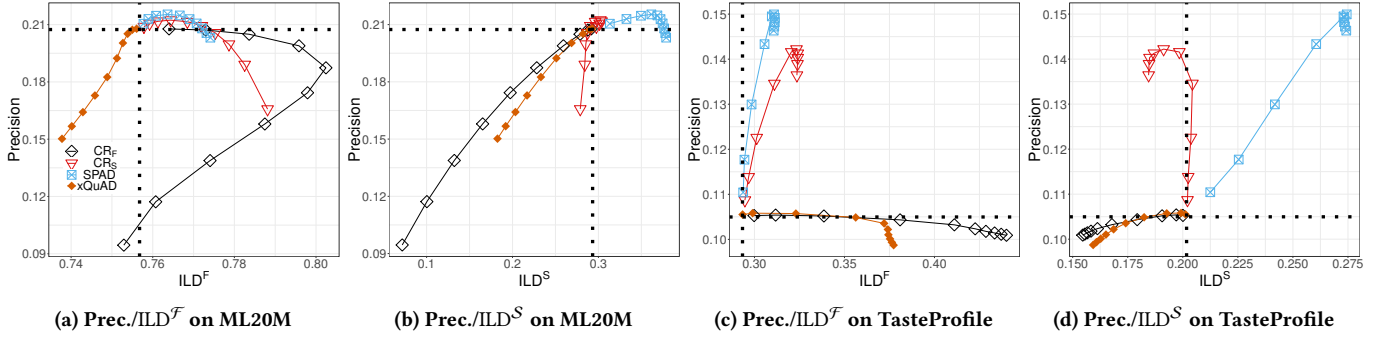 Precision
0.21
0.18
0.15
0.12
0.09
CR_F
CR_S
SPAD
xQuAD
0.74 0.76 0.78 0.80
ILD^F
(a) Prec./ILD^ℱ on ML20M
Precision
0.21
0.18
0.15
0.12
0.09
0.1 0.2 0.3
ILD^S
(b) Prec./ILD^𝒮 on ML20M
Precision
0.15
0.14
0.13
0.12
0.11
0.10
0.30 0.35 0.40
ILD^F
(c) Prec./ILD^ℱ on TasteProfile
Precision
0.15
0.14
0.13
0.12
0.11
0.10
0.150 0.175 0.200 0.225 0.250 0.275
ILD^S
(d) Prec./ILD^𝒮 on TasteProfile